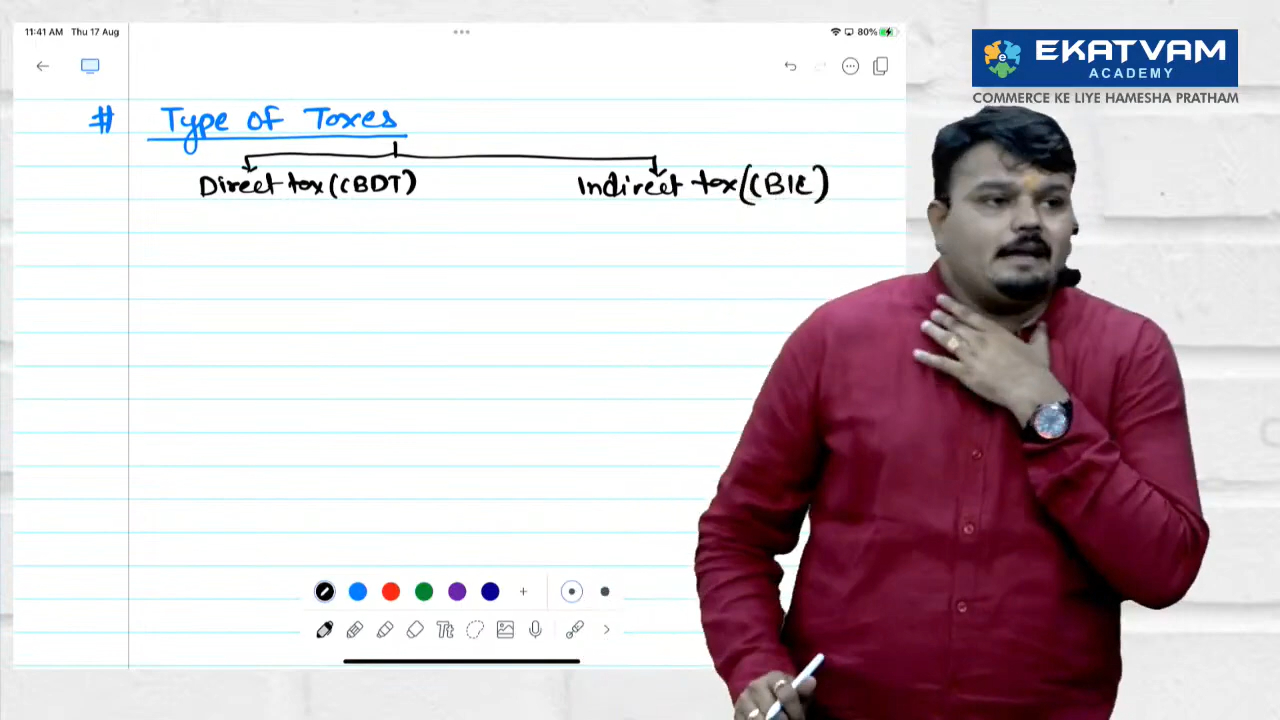 11:41 AM Thu 17 Aug
80%
EKATVAM
ACADEMY
COMMERCE KE LIYE HAMESHA PRATHAM
# Type of Taxes
Direct tax (CBDT) Indirect tax (CBIC)
Tt